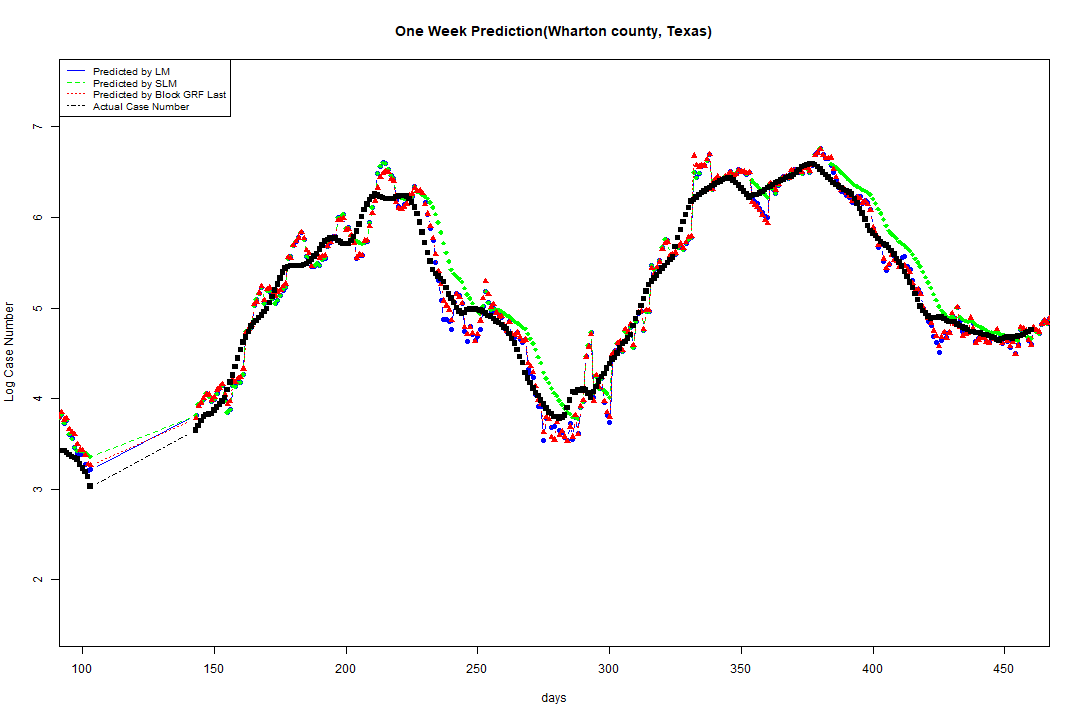 One Week Prediction(Wharton county, Texas)
Predicted by LM
Predicted by SLM
Predicted by Block GRF Last
Actual Case Number
7
6
5
4
3
2
Log Case Number
100 150 200 250 300 350 400 450
days